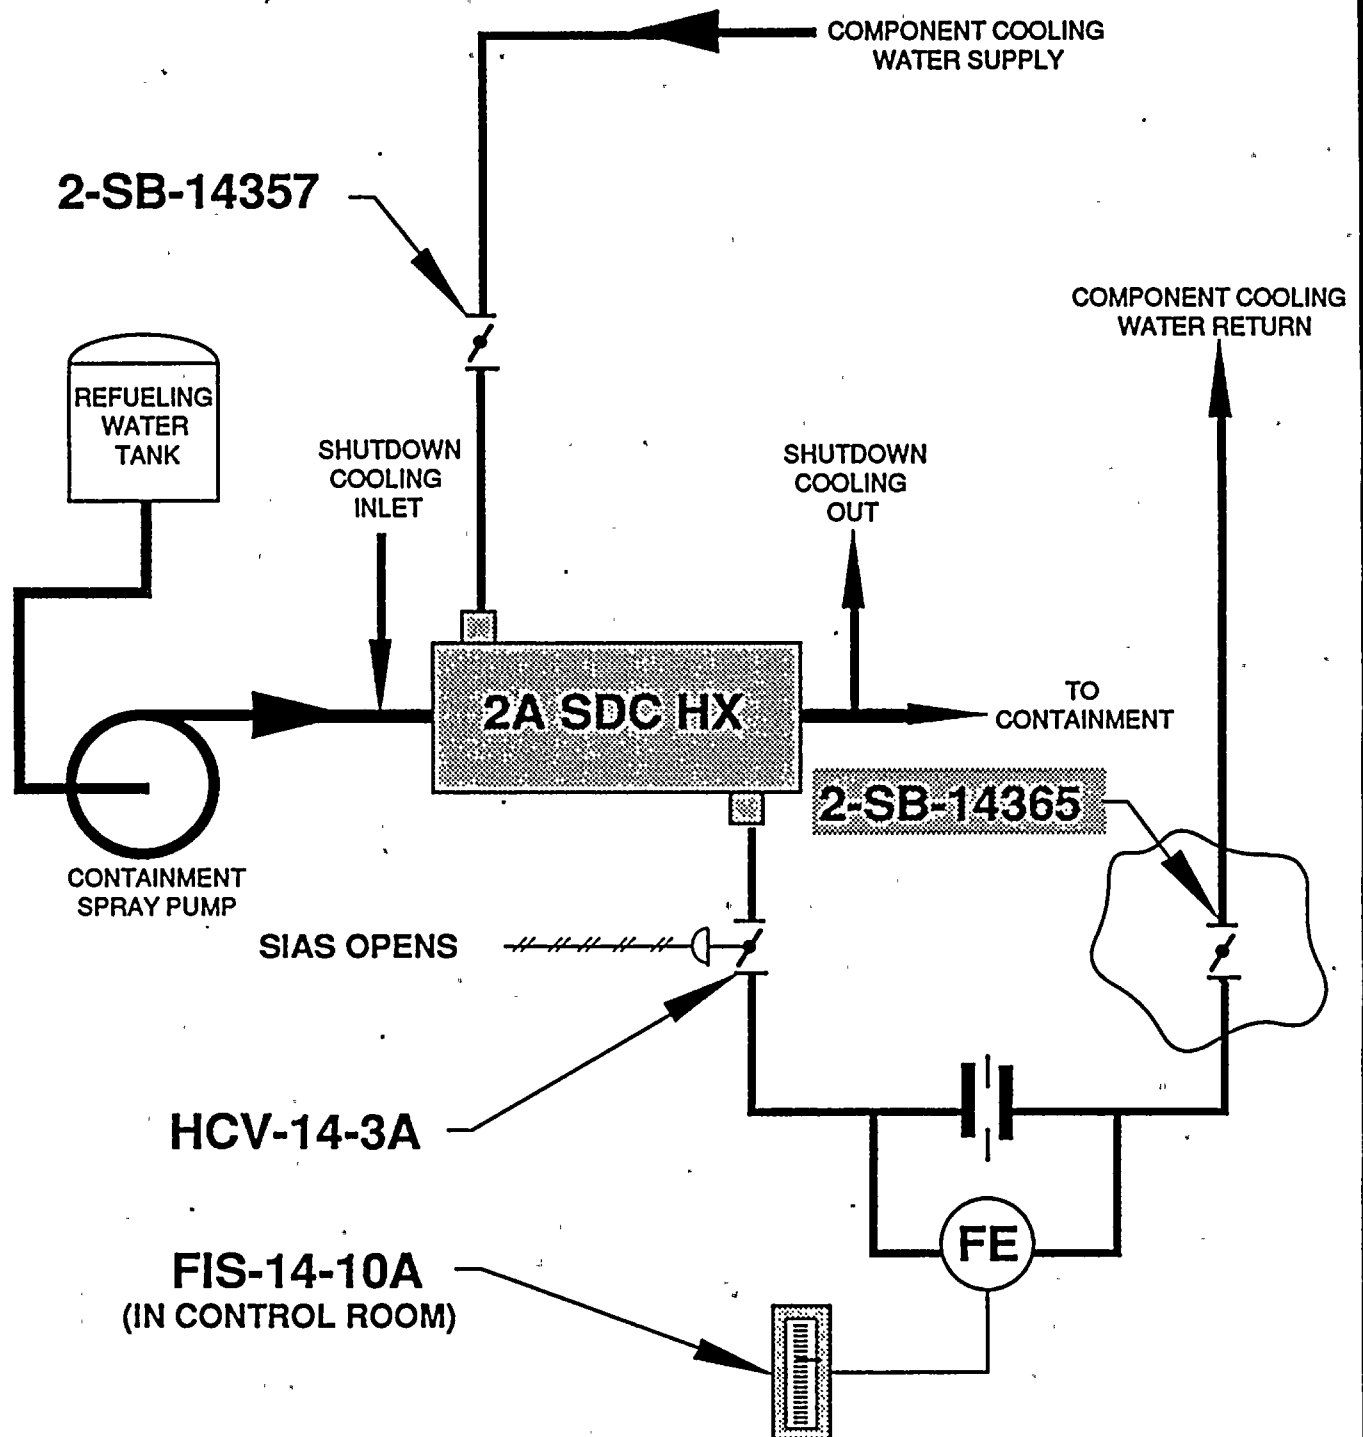 COMPONENT COOLING
WATER SUPPLY
2-SB-14357
COMPONENT COOLING
WATER RETURN
REFUELING
WATER
TANK
SHUTDOWN
COOLING
INLET
SHUTDOWN
COOLING
OUT
2A SDC HX
TO
CONTAINMENT
2-SB-14365
CONTAINMENT
SPRAY PUMP
SIAS OPENS
HCV-14-3A
FE
FIS-14-10A
(IN CONTROL ROOM)